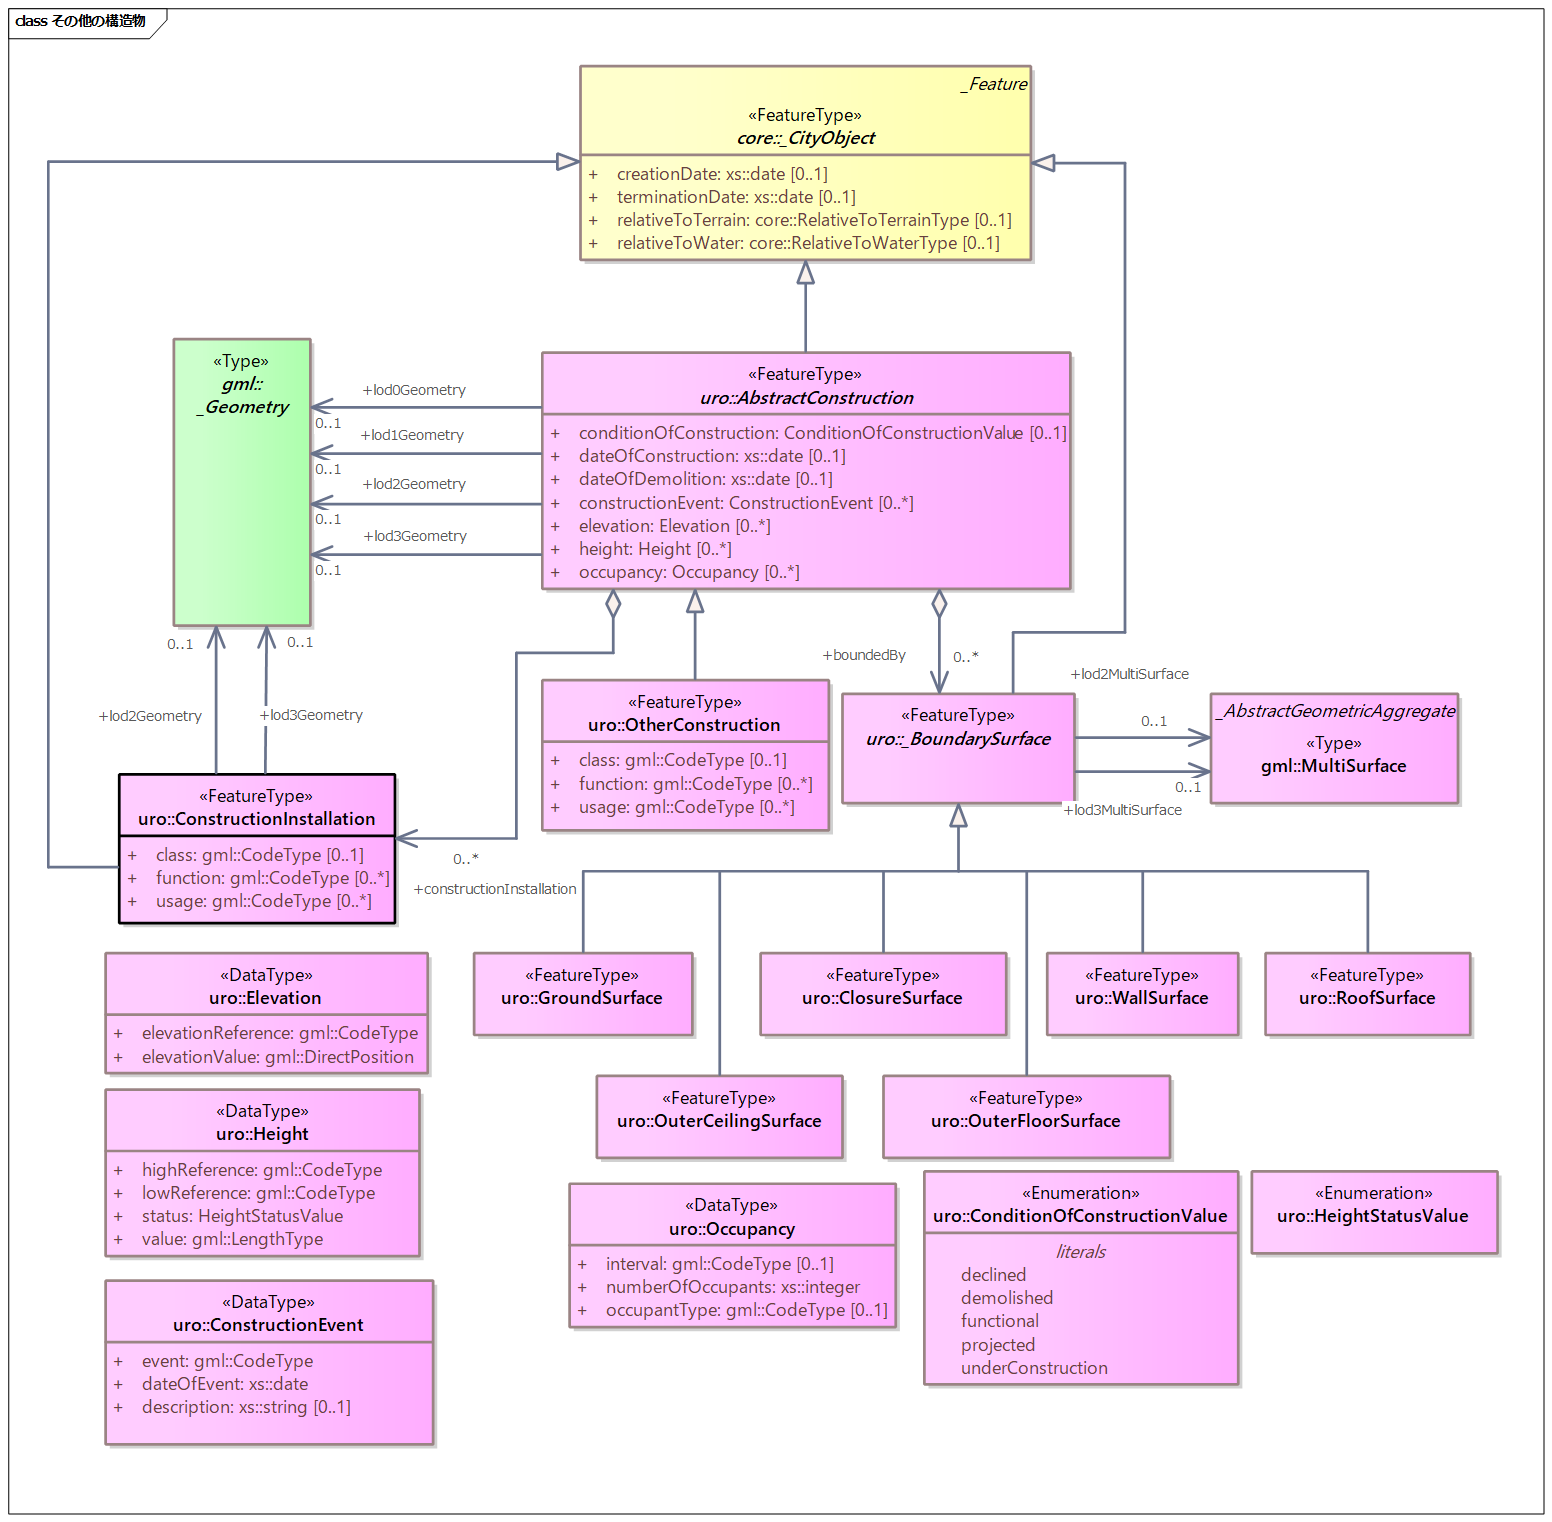 class その他の構造物
_Feature
«FeatureType»
core::_CityObject
+ creationDate: xs::date [0..1]
+ terminationDate: xs::date [0..1]
+ relativeToTerrain: core::RelativeToTerrainType [0..1]
+ relativeToWater: core::RelativeToWaterType [0..1]
«Type»
gml::
_Geometry
+lod0Geometry
0..1
+lod1Geometry
0..1
+lod2Geometry
0..1
+lod3Geometry
0..1
«FeatureType»
uro::AbstractConstruction
+ conditionOfConstruction: ConditionOfConstructionValue [0..1]
+ dateOfConstruction: xs::date [0..1]
+ dateOfDemolition: xs::date [0..1]
+ constructionEvent: ConstructionEvent [0..*]
+ elevation: Elevation [0..*]
+ height: Height [0..*]
+ occupancy: Occupancy [0..*]
0..1
0..1
+lod2Geometry
+lod3Geometry
+boundedBy
0..*
«FeatureType»
uro::OtherConstruction
+ class: gml::CodeType [0..1]
+ function: gml::CodeType [0..*]
+ usage: gml::CodeType [0..*]
«FeatureType»
uro::_BoundarySurface
+lod2MultiSurface
0..1
0..1
+lod3MultiSurface
_AbstractGeometricAggregate
«Type»
gml::MultiSurface
«FeatureType»
uro::ConstructionInstallation
+ class: gml::CodeType [0..1]
+ function: gml::CodeType [0..*]
+ usage: gml::CodeType [0..*]
0..*
+constructionInstallation
«FeatureType»
uro::GroundSurface
«FeatureType»
uro::ClosureSurface
«FeatureType»
uro::WallSurface
«FeatureType»
uro::RoofSurface
«DataType»
uro::Elevation
+ elevationReference: gml::CodeType
+ elevationValue: gml::DirectPosition
«FeatureType»
uro::OuterCeilingSurface
«FeatureType»
uro::OuterFloorSurface
«DataType»
uro::Height
+ highReference: gml::CodeType
+ lowReference: gml::CodeType
+ status: HeightStatusValue
+ value: gml::LengthType
«DataType»
uro::Occupancy
+ interval: gml::CodeType [0..1]
+ numberOfOccupants: xs::integer
+ occupantType: gml::CodeType [0..1]
«Enumeration»
uro::ConditionOfConstructionValue
literals
declined
demolished
functional
projected
underConstruction
«Enumeration»
uro::HeightStatusValue
«DataType»
uro::ConstructionEvent
+ event: gml::CodeType
+ dateOfEvent: xs::date
+ description: xs::string [0..1]